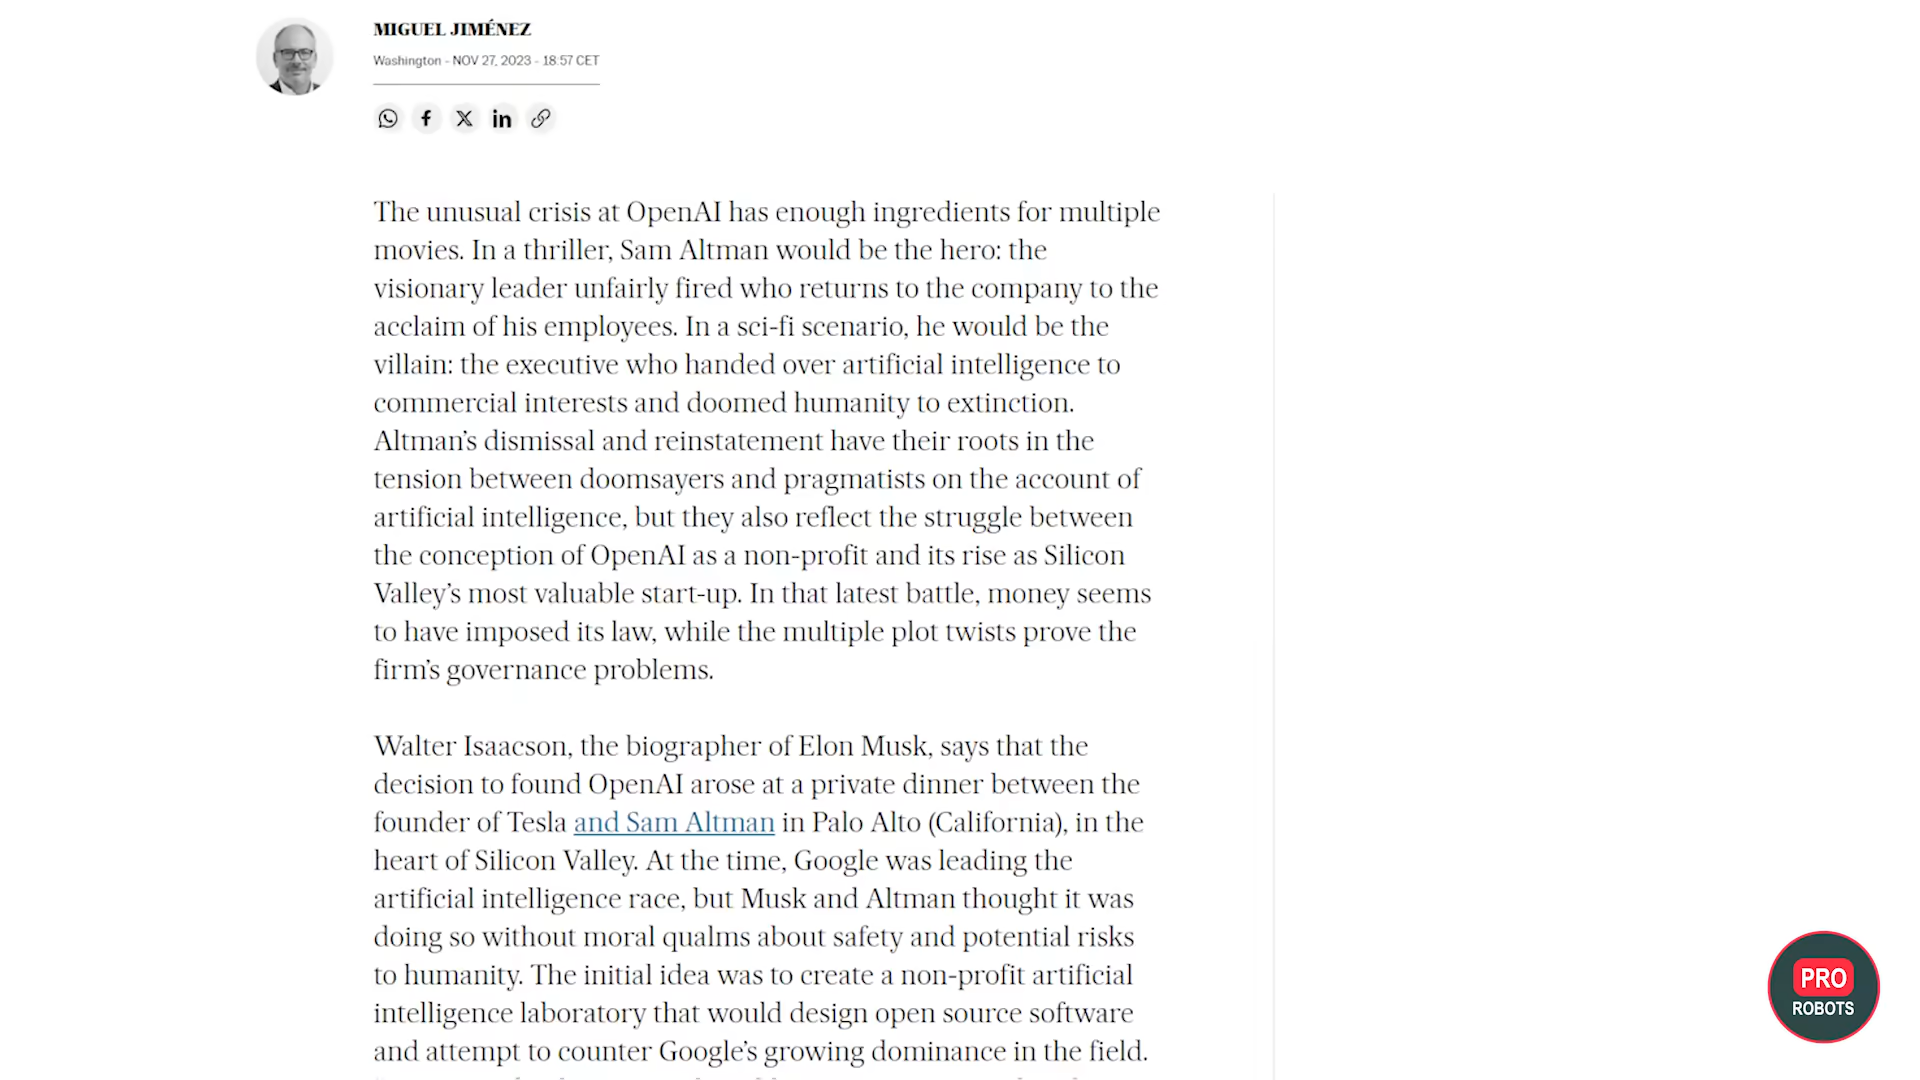 MIGUEL JIMÉNEZ
Washington - NOV 27, 2023 - 18:57 CET
The unusual crisis at OpenAI has enough ingredients for multiple
movies. In a thriller, Sam Altman would be the hero: the
visionary leader unfairly fired who returns to the company to the
acclaim of his employees. In a sci-fi scenario, he would be the
villain: the executive who handed over artificial intelligence to
commercial interests and doomed humanity to extinction.
Altman’s dismissal and reinstatement have their roots in the
tension between doomsayers and pragmatists on the account of
artificial intelligence, but they also reflect the struggle between
the conception of OpenAI as a non-profit and its rise as Silicon
Valley’s most valuable start-up. In that latest battle, money seems
to have imposed its law, while the multiple plot twists prove the
firm’s governance problems.
Walter Isaacson, the biographer of Elon Musk, says that the
decision to found OpenAI arose at a private dinner between the
founder of Tesla and Sam Altman in Palo Alto (California), in the
heart of Silicon Valley. At the time, Google was leading the
artificial intelligence race, but Musk and Altman thought it was
doing so without moral qualms about safety and potential risks
to humanity. The initial idea was to create a non-profit artificial
intelligence laboratory that would design open source software
and attempt to counter Google’s growing dominance in the field.
PRO
ROBOTS